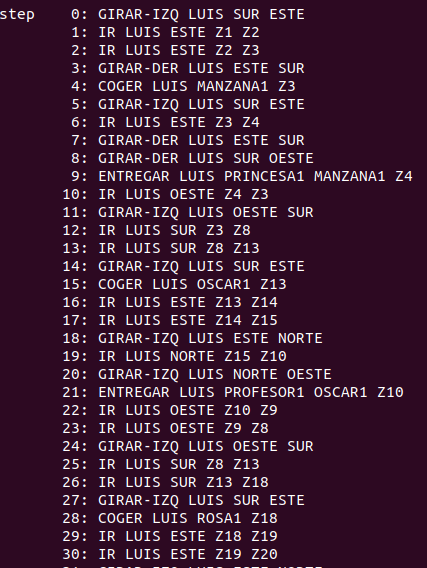 step 0: GIRAR-IZQ LUIS SUR ESTE
1: IR LUIS ESTE Z1 Z2
2: IR LUIS ESTE Z2 Z3
3: GIRAR-DER LUIS ESTE SUR
4: COGER LUIS MANZANA1 Z3
5: GIRAR-IZQ LUIS SUR ESTE
6: IR LUIS ESTE Z3 Z4
7: GIRAR-DER LUIS ESTE SUR
8: GIRAR-DER LUIS SUR OESTE
9: ENTREGAR LUIS PRINCESA1 MANZANA1 Z4
10: IR LUIS OESTE Z4 Z3
11: GIRAR-IZQ LUIS OESTE SUR
12: IR LUIS SUR Z3 Z8
13: IR LUIS SUR Z8 Z13
14: GIRAR-IZQ LUIS SUR ESTE
15: COGER LUIS OSCAR1 Z13
16: IR LUIS ESTE Z13 Z14
17: IR LUIS ESTE Z14 Z15
18: GIRAR-IZQ LUIS ESTE NORTE
19: IR LUIS NORTE Z15 Z10
20: GIRAR-IZQ LUIS NORTE OESTE
21: ENTREGAR LUIS PROFESOR1 OSCAR1 Z10
22: IR LUIS OESTE Z10 Z9
23: IR LUIS OESTE Z9 Z8
24: GIRAR-IZQ LUIS OESTE SUR
25: IR LUIS SUR Z8 Z13
26: IR LUIS SUR Z13 Z18
27: GIRAR-IZQ LUIS SUR ESTE
28: COGER LUIS ROSA1 Z18
29: IR LUIS ESTE Z18 Z19
30: IR LUIS ESTE Z19 Z20